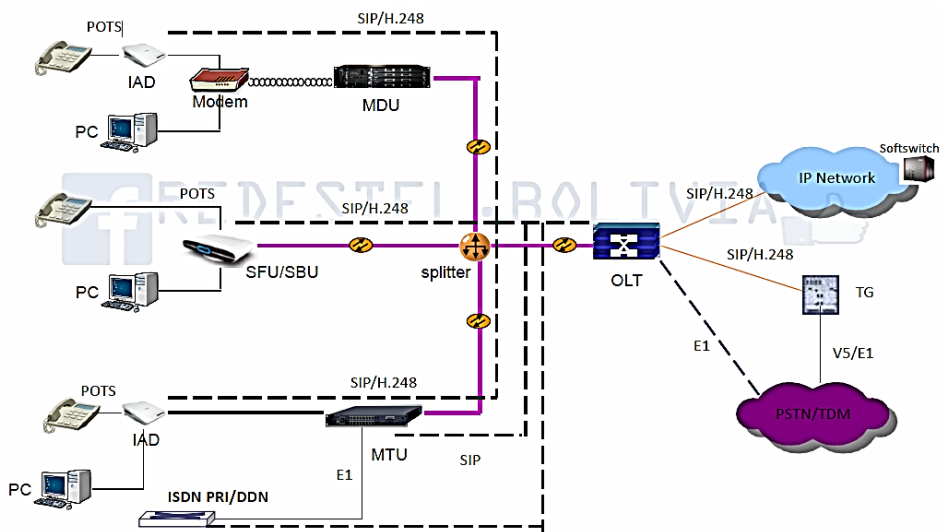 SIP/H.248
POTS
IAD
Modem
MDU
PC
Softswitch
IP Network
SIP/H.248
POTS
SIP/H.248
REDESTEL.BOLIVIA
SFU/SBU
splitter
OLT
SIP/H.248
TG
PC
E1
V5/E1
POTS
SIP/H.248
PSTN/TDM
IAD
MTU
SIP
PC
E1
ISDN PRI/DDN